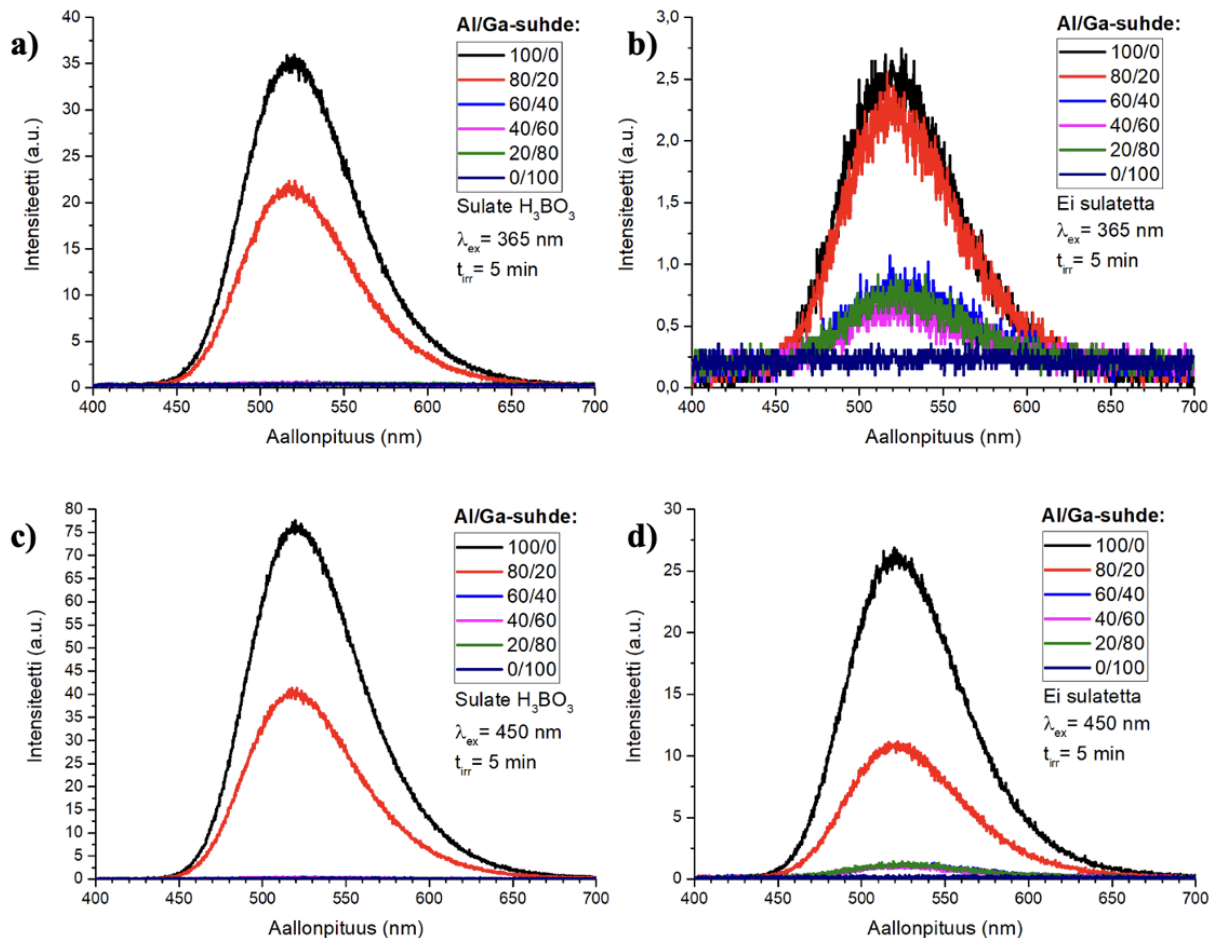 a)
40
35
30
25
20
15
10
5
0
Intensiteetti (a.u.)
400 450 500 550 600 650 700
Aallonpituus (nm)
Al/Ga-suhde:
100/0
80/20
60/40
40/60
20/80
0/100
Sulate H₃BO₃
λex= 365 nm
tirr= 5 min
b)
3,0
2,5
2,0
1,5
1,0
0,5
0,0
Intensiteetti (a.u.)
400 450 500 550 600 650 700
Aallonpituus (nm)
Al/Ga-suhde:
100/0
80/20
60/40
40/60
20/80
0/100
Ei sulatetta
λex= 365 nm
tirr= 5 min
c)
80
75
70
65
60
55
50
45
40
35
30
25
20
15
10
5
0
Intensiteetti (a.u.)
400 450 500 550 600 650 700
Aallonpituus (nm)
Al/Ga-suhde:
100/0
80/20
60/40
40/60
20/80
0/100
Sulate H₃BO₃
λex= 450 nm
tirr= 5 min
d)
30
25
20
15
10
5
0
Intensiteetti (a.u.)
400 450 500 550 600 650 700
Aallonpituus (nm)
Al/Ga-suhde:
100/0
80/20
60/40
40/60
20/80
0/100
Ei sulatetta
λex= 450 nm
tirr= 5 min